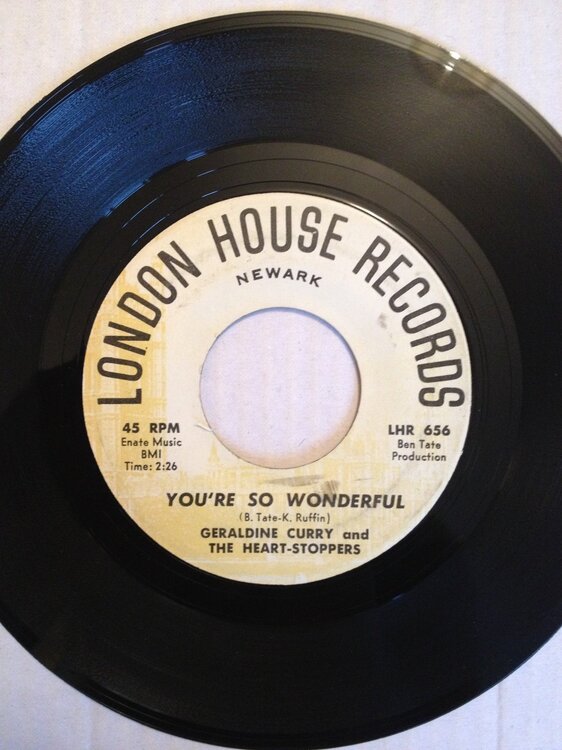 LONDON HOUSE RECORDS
NEWARK
45 RPM
Enate Music
BMI
Time: 2:26
LHR 656
Ben Tate
Production
YOU'RE SO WONDERFUL
(B. Tate-K. Ruffin)
GERALDINE CURRY and
THE HEART-STOPPERS